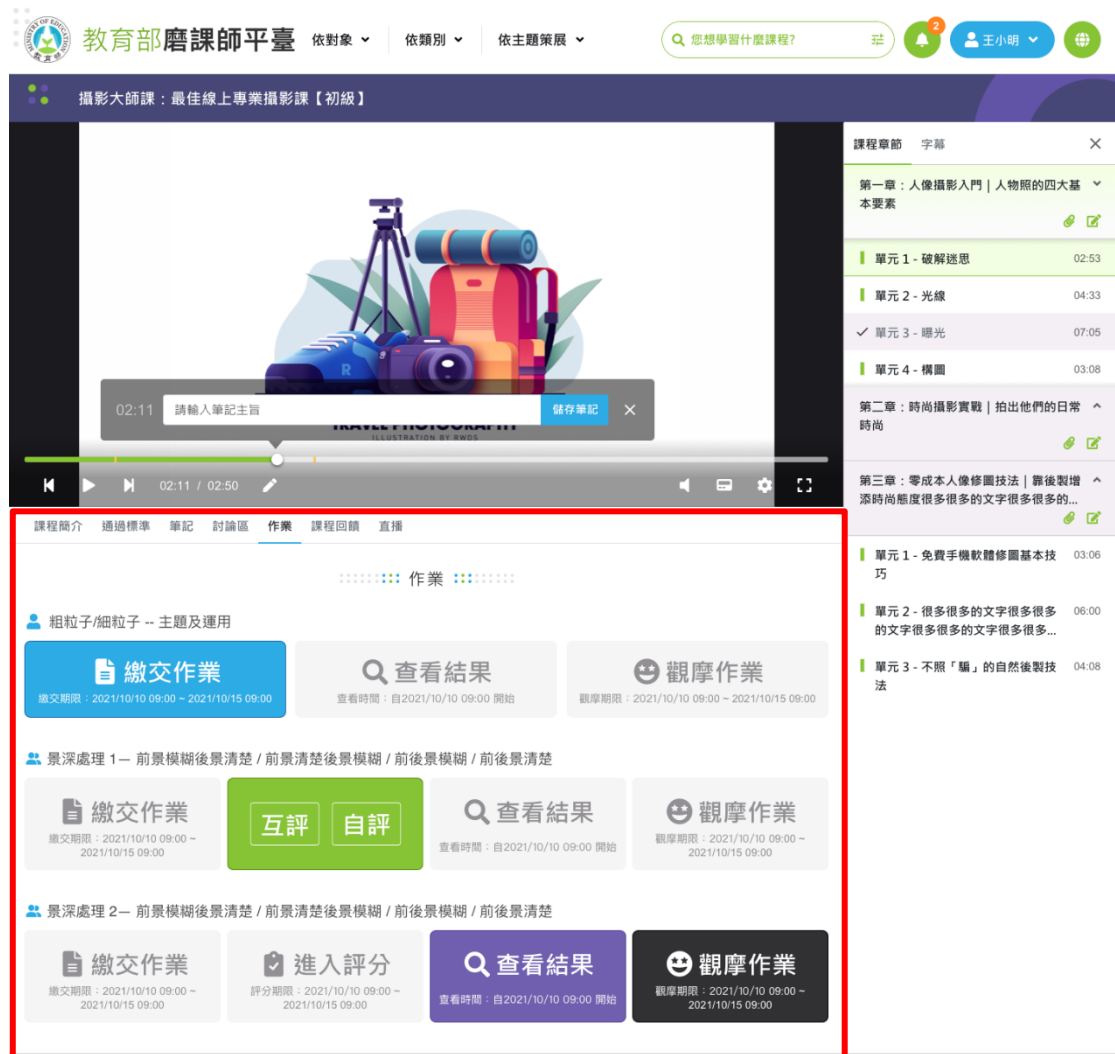 MINISTRY OF EDUCATION
教育部磨課師平臺
依對象
依類別
依主題策展
您想學習什麼課程?
2
王小明
攝影大師課：最佳線上專業攝影課【初級】
R
02:11
請輸入筆記主旨
儲存筆記
TRAVEL PHOTOGRAPHY
ILLUSTRATION BY RWDS
02:11 / 02:50
課程章節
字幕
第一章：人像攝影入門 | 人物照的四大基
本要素
單元 1 - 破解迷思
02:53
單元 2 - 光線
04:33
單元 3 - 曝光
07:05
單元 4 - 構圖
03:08
第二章：時尚攝影實戰 | 拍出他們的日常
時尚
第三章：零成本人像修圖技法 | 靠後製增
添時尚態度很多很多的文字很多很多的...
單元 1 - 免費手機軟體修圖基本技
巧
03:06
單元 2 - 很多很多的文字很多很多
的文字很多很多的文字很多很多...
06:00
單元 3 - 不照「騙」的自然後製技
法
04:08
課程簡介
通過標準
筆記
討論區
作業
課程回饋
直播
作業
粗粒子/細粒子 -- 主題及運用
繳交作業
繳交期限：2021/10/10 09:00 ~ 2021/10/15 09:00
查看結果
查看時間：自2021/10/10 09:00 開始
觀摩作業
觀摩期限：2021/10/10 09:00 ~ 2021/10/15 09:00
景深處理 1— 前景模糊後景清楚 / 前景清楚後景模糊 / 前後景模糊 / 前後景清楚
繳交作業
繳交期限：2021/10/10 09:00 ~
2021/10/15 09:00
互評
自評
查看結果
查看時間：自2021/10/10 09:00 開始
觀摩作業
觀摩期限：2021/10/10 09:00 ~
2021/10/15 09:00
景深處理 2— 前景模糊後景清楚 / 前景清楚後景模糊 / 前後景模糊 / 前後景清楚
繳交作業
繳交期限：2021/10/10 09:00 ~
2021/10/15 09:00
進入評分
評分期限：2021/10/10 09:00 ~
2021/10/15 09:00
查看結果
查看時間：自2021/10/10 09:00 開始
觀摩作業
觀摩期限：2021/10/10 09:00 ~
2021/10/15 09:00